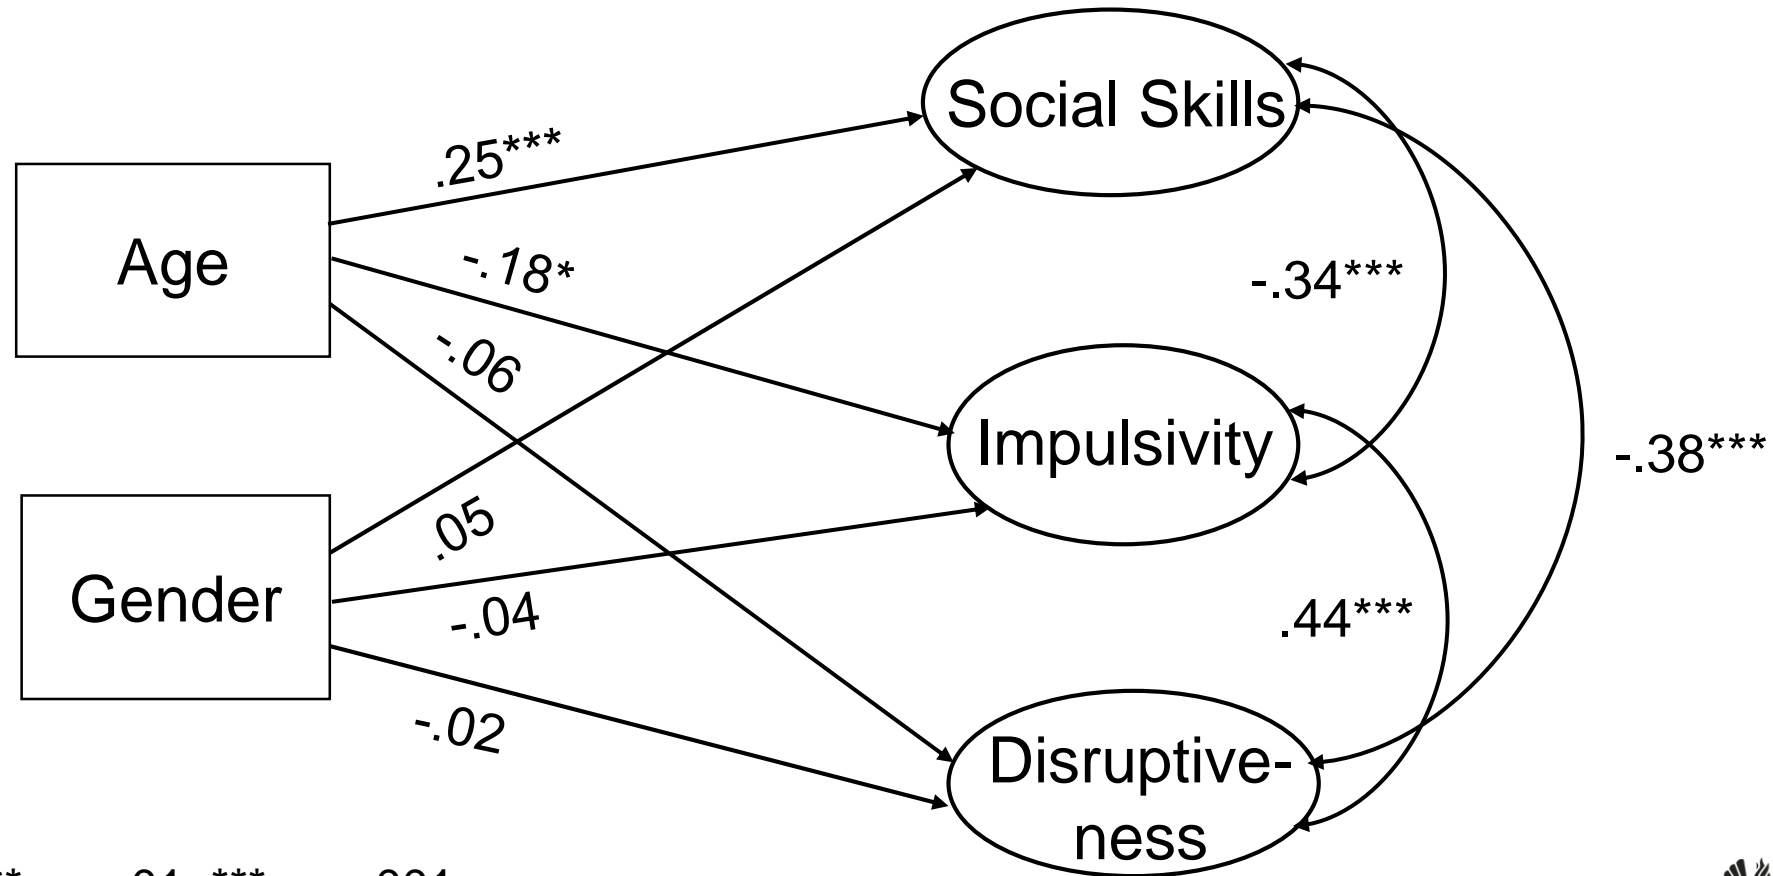 Social Skills
.25***
Age
-.18*
-.34***
-.06
Impulsivity
-.38***
.05
Gender
-.04
.44***
-.02
Disruptive-
ness